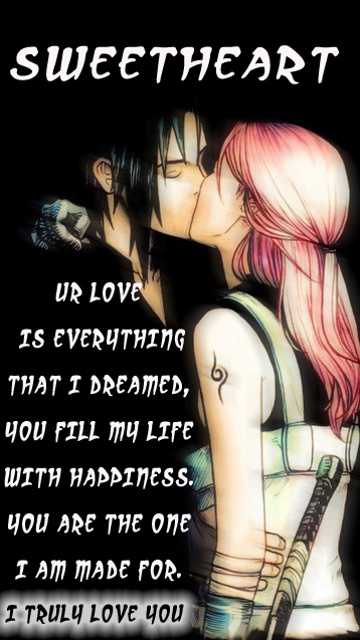 SWEETHEART
UR LOVE
IS EVERYTHING
THAT I DREAMED,
YOU FILL MY LIFE
WITH HAPPINESS.
YOU ARE THE ONE
I AM MADE FOR.
I TRULY LOVE YOU